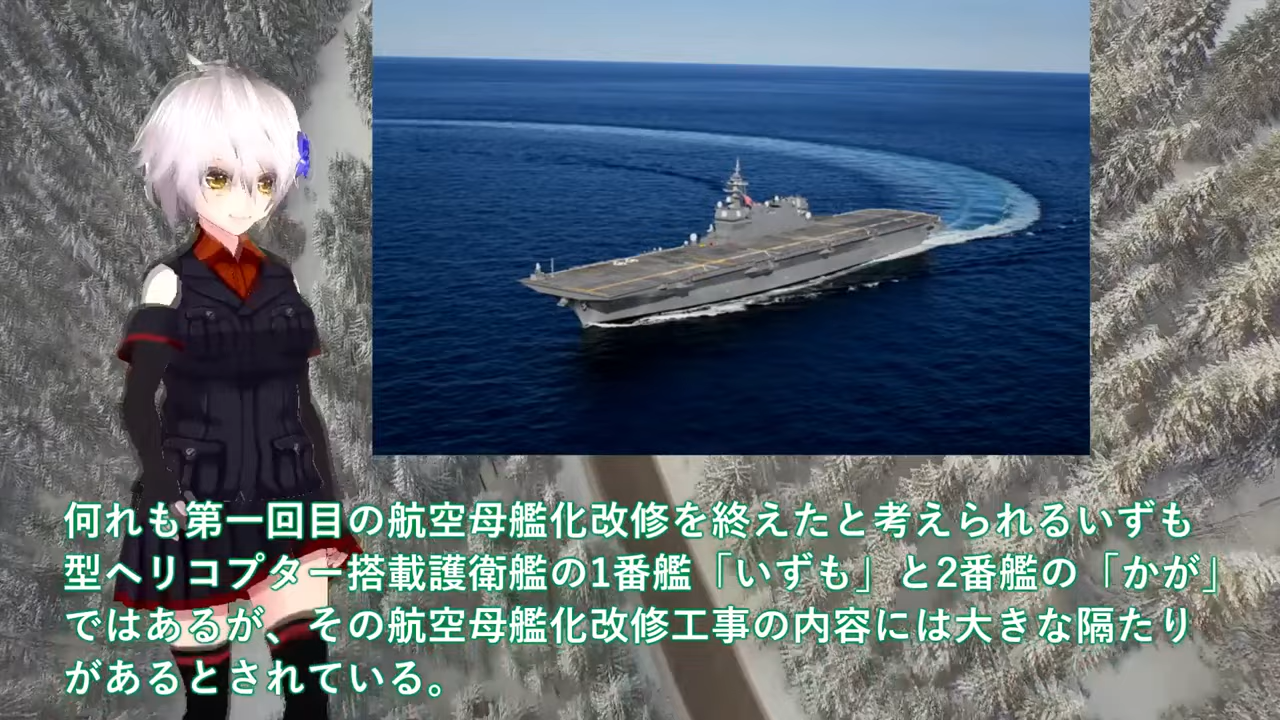 何れも第一回目の航空母艦化改修を終えたと考えられるいずも
型ヘリコプター搭載護衛艦の1番艦「いずも」と2番艦の「かが」
ではあるが、その航空母艦化改修工事の内容には大きな隔たり
があるとされている。